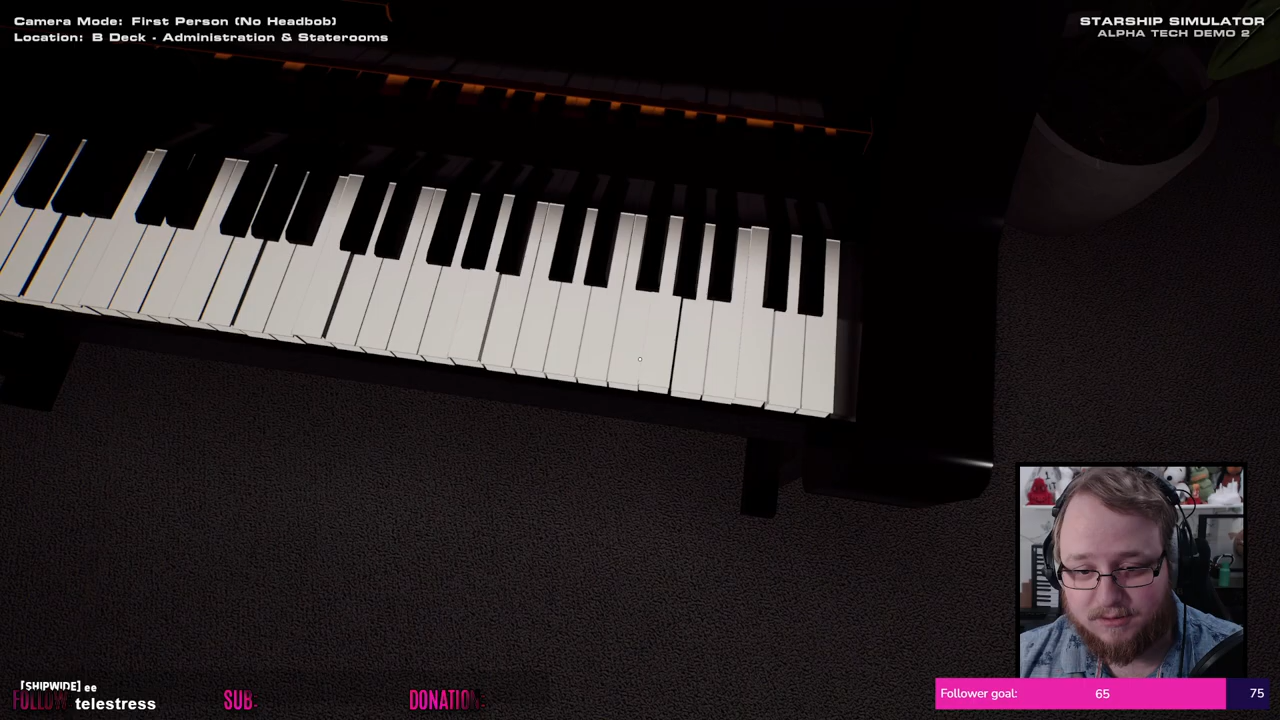 Camera Mode: First Person (No Headbob)
Location: B Deck - Administration & Staterooms
STARSHIP SIMULATOR
ALPHA TECH DEMO 2
[SHIPWIDE] ee
FOLLOW telestress
SUB-
DONATION-
Follower goal: 65 75